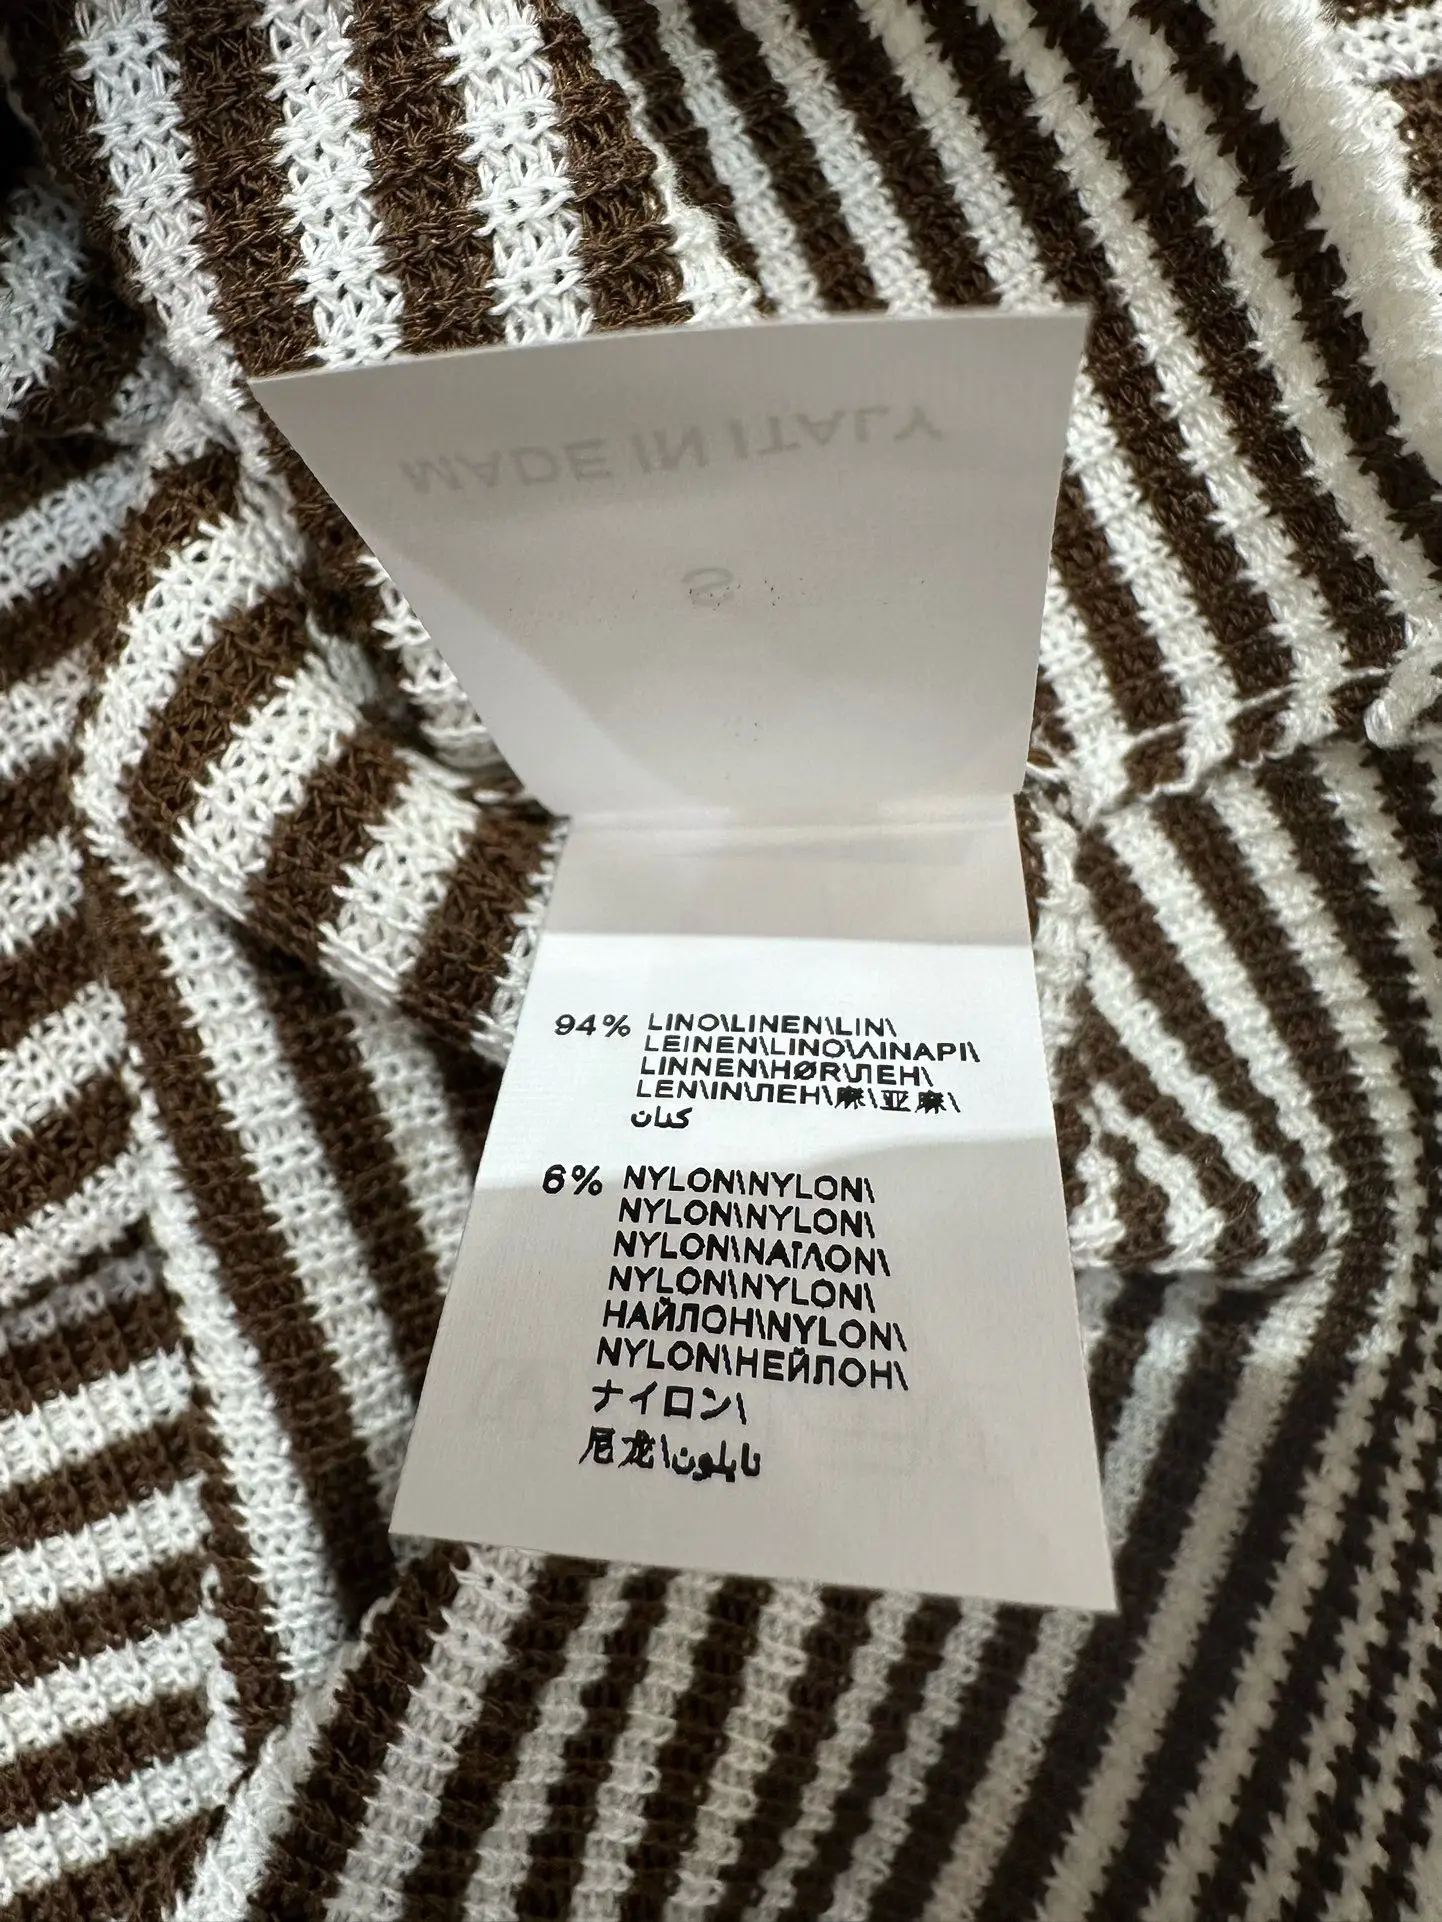 MADE IN ITALY
S
94% LINO\LINEN\LIN\
LEINEN\LINO\ΛINAPI\
LINNEN\HØR\ЛЕН\
LEN\IN\ЛЕН\麻\亚麻\
كتان
6% NYLON\NYLON\
NYLON\NYLON\
NYLON\ΝΑΪΛΟΝ\
NYLON\NYLON\
НАЙЛОН\NYLON\
NYLON\НЕЙЛОН\
ナイロン\
尼龙\نايلون